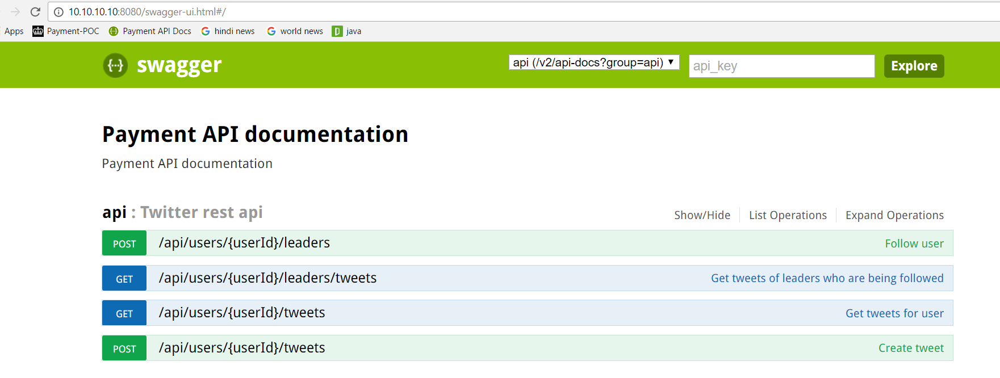 10.10.10.10:8080/swagger-ui.html#/
Apps Payment-POC Payment API Docs hindi news world news java
{···} swagger api (/v2/api-docs?group=api) ▼ api_key Explore
Payment API documentation
Payment API documentation
api : Twitter rest api Show/Hide List Operations Expand Operations
POST /api/users/{userId}/leaders Follow user
GET /api/users/{userId}/leaders/tweets Get tweets of leaders who are being followed
GET /api/users/{userId}/tweets Get tweets for user
POST /api/users/{userId}/tweets Create tweet